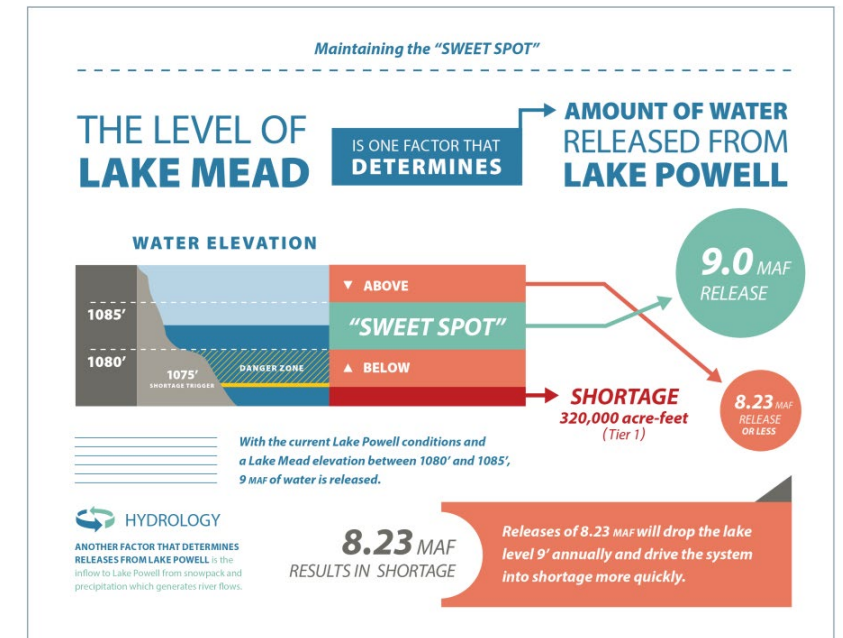 Maintaining the “SWEET SPOT”
THE LEVEL OF
LAKE MEAD
IS ONE FACTOR THAT
DETERMINES
AMOUNT OF WATER
RELEASED FROM
LAKE POWELL
WATER ELEVATION
1085’
1080’
1075’
SHORTAGE TRIGGER
DANGER ZONE
▼ ABOVE
“SWEET SPOT”
▲ BELOW
9.0 MAF
RELEASE
8.23 MAF
RELEASE
OR LESS
SHORTAGE
320,000 acre-feet
(Tier 1)
With the current Lake Powell conditions and
a Lake Mead elevation between 1080’ and 1085’,
9 MAF of water is released.
HYDROLOGY
ANOTHER FACTOR THAT DETERMINES
RELEASES FROM LAKE POWELL is the
inflow to Lake Powell from snowpack and
precipitation which generates river flows.
8.23 MAF
RESULTS IN SHORTAGE
Releases of 8.23 MAF will drop the lake
level 9’ annually and drive the system
into shortage more quickly.